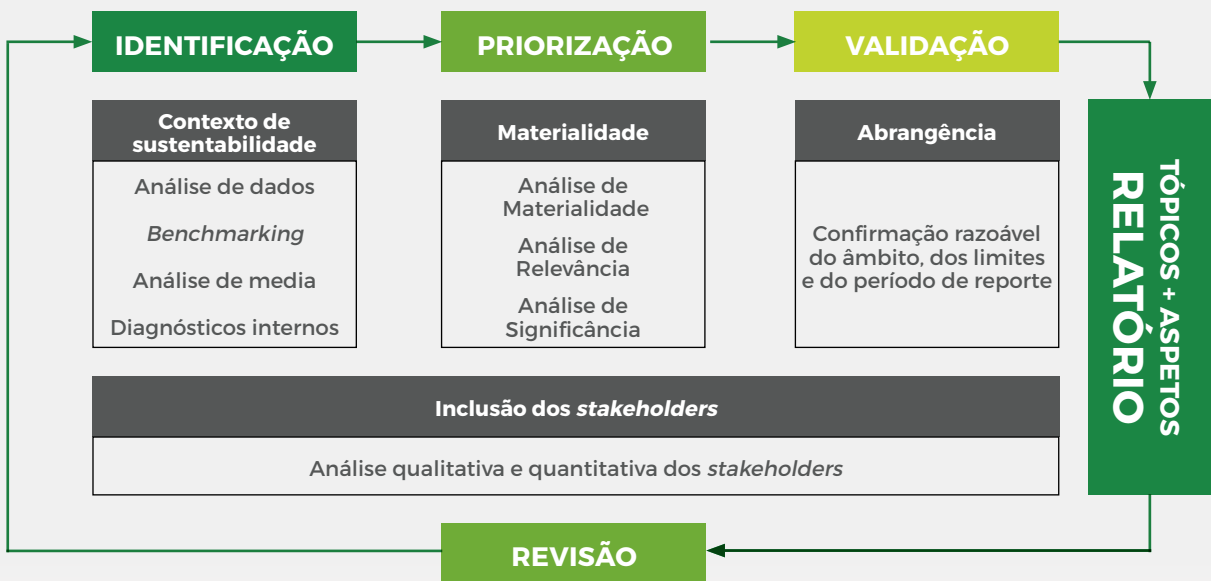 IDENTIFICAÇÃO
PRIORIZAÇÃO
VALIDAÇÃO
Contexto de
sustentabilidade
Análise de dados
Benchmarking
Análise de media
Diagnósticos internos
Materialidade
Análise de
Materialidade
Análise de
Relevância
Análise de
Significância
Abrangência
Confirmação razoável
do âmbito, dos limites
e do período de reporte
TÓPICOS + ASPETOS
RELATÓRIO
Inclusão dos stakeholders
Análise qualitativa e quantitativa dos stakeholders
REVISÃO